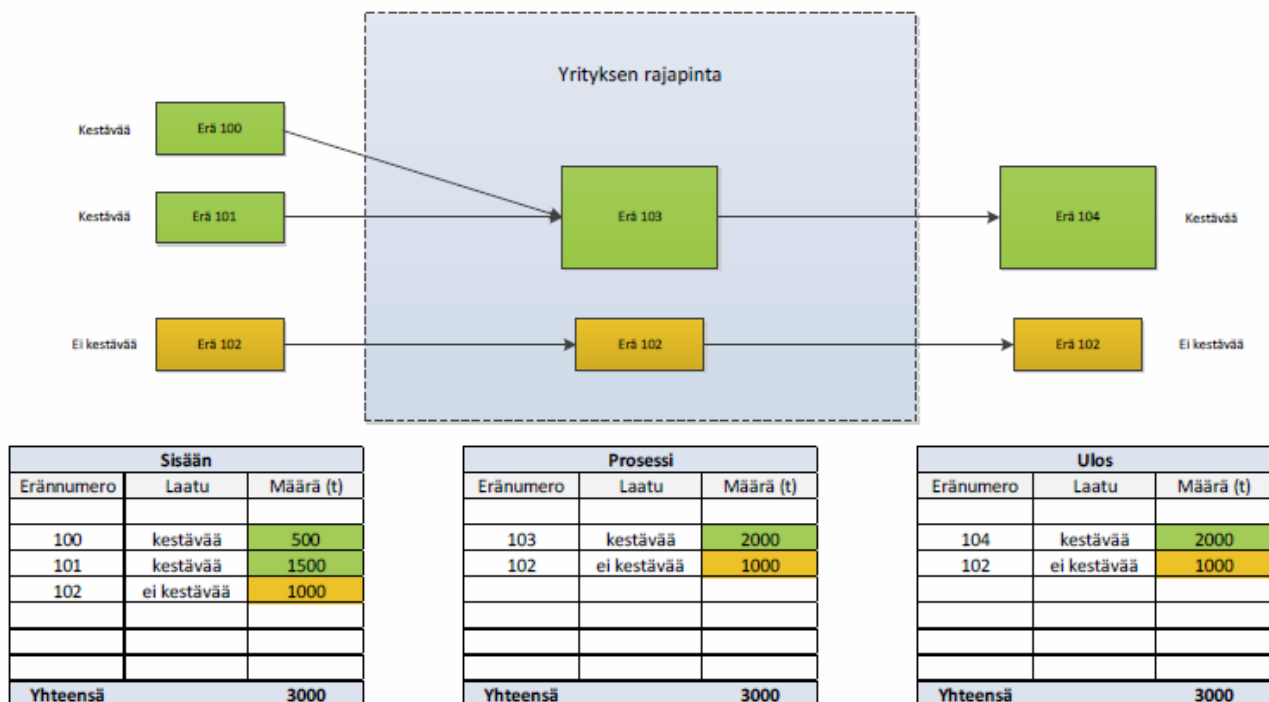 Yrityksen rajapinta
Kestävää Erä 100
Kestävää Erä 101 Erä 103 Erä 104 Kestävää
Ei kestävää Erä 102 Erä 102 Erä 102 Ei kestävää
Sisään
Erännumero Laatu Määrä (t)
100 kestävää 500
101 kestävää 1500
102 ei kestävää 1000
Yhteensä 3000
Prosessi
Eränumero Laatu Määrä (t)
103 kestävää 2000
102 ei kestävää 1000
Yhteensä 3000
Ulos
Eränumero Laatu Määrä (t)
104 kestävää 2000
102 ei kestävää 1000
Yhteensä 3000